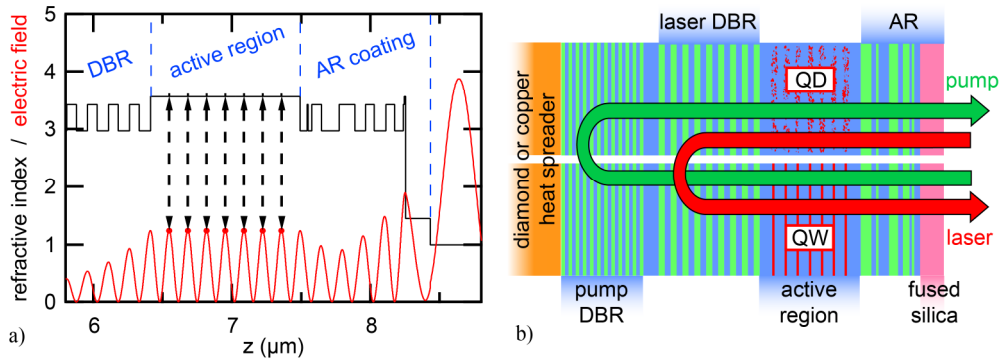 a)
refractive index / electric field
5
4
3
2
1
0
DBR
active region
AR coating
6
7
8
z (µm)
b)
laser DBR
AR
diamond or copper
heat spreader
QD
QW
pump
laser
pump
DBR
active
region
fused
silica